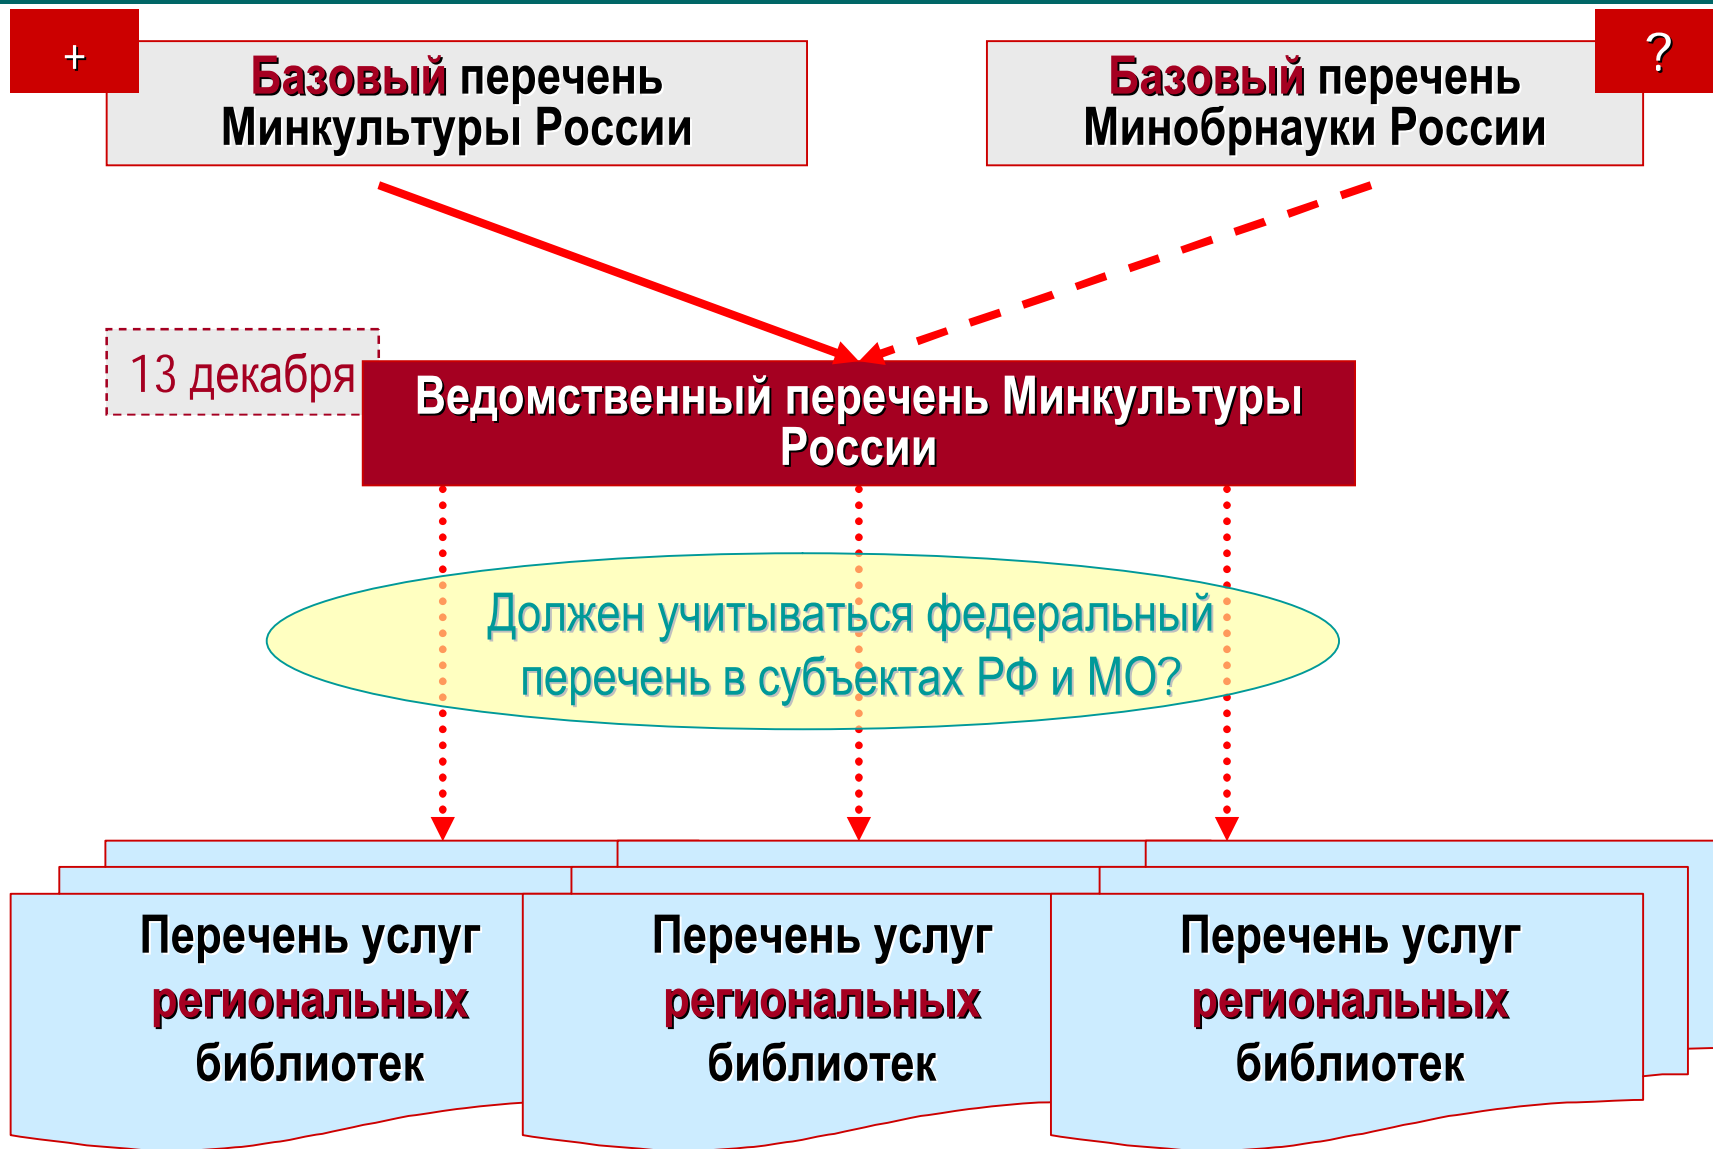 +
Базовый перечень
Минкультуры России
?
Базовый перечень
Минобрнауки России
13 декабря
Ведомственный перечень Минкультуры
России
Должен учитываться федеральный
перечень в субъектах РФ и МО?
Перечень услуг
региональных
библиотек
Перечень услуг
региональных
библиотек
Перечень услуг
региональных
библиотек